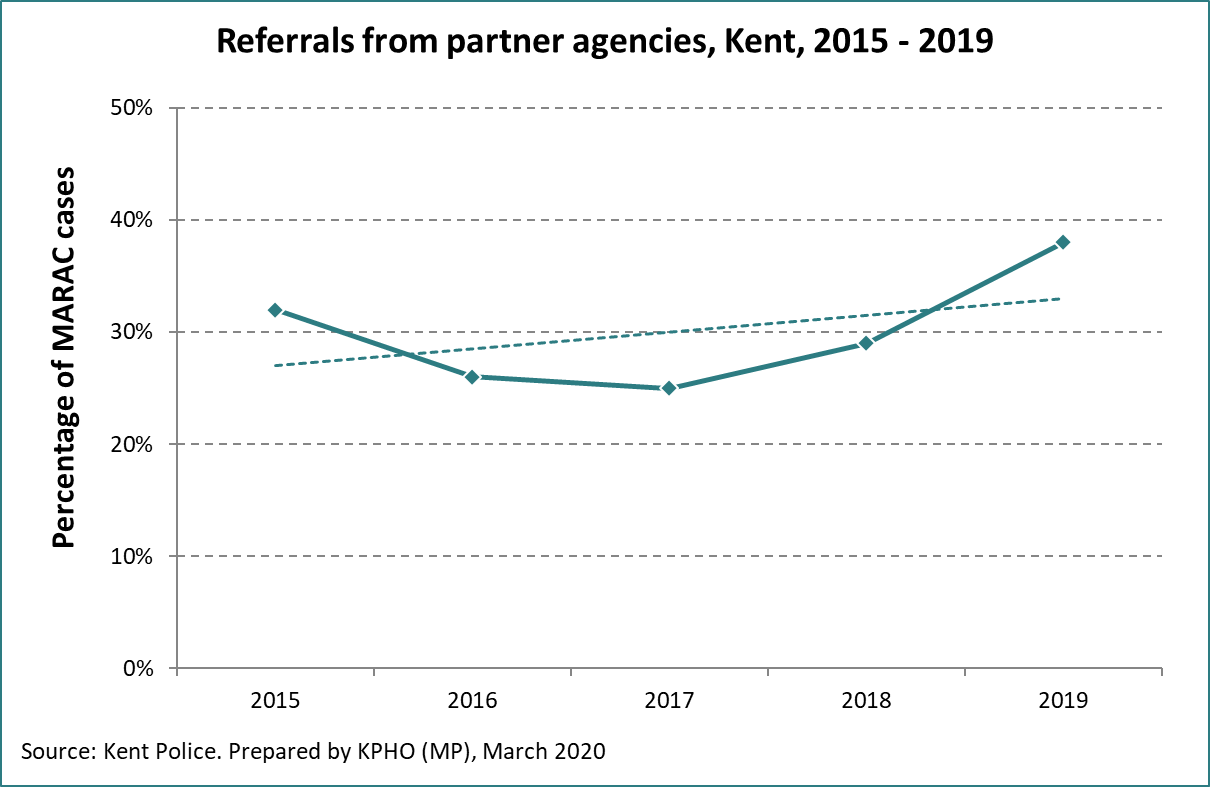 Referrals from partner agencies, Kent, 2015 - 2019
Percentage of MARAC cases
50%
40%
30%
20%
10%
0%
2015 2016 2017 2018 2019
Source: Kent Police. Prepared by KPHO (MP), March 2020